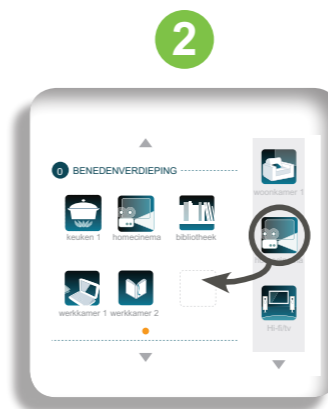 2
0 BENEDENVERDIEPING
woonkamer 1
keuken 1 homecinema bibliotheek
werkkamer 1 werkkamer 2
Hi-fi/tv